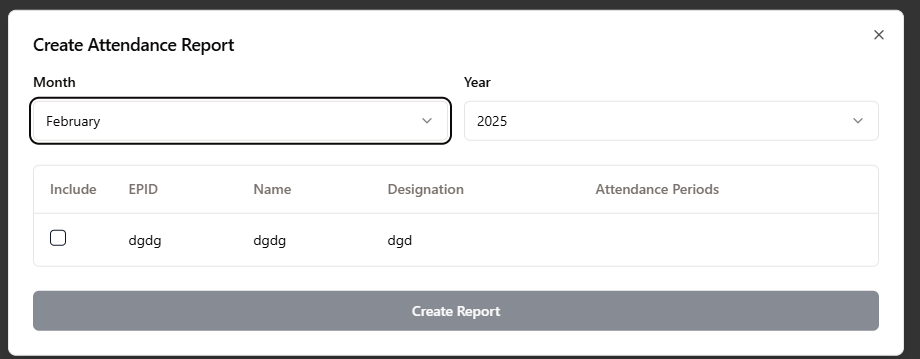 Create Attendance Report
Month Year
February 2025
Include EPID Name Designation Attendance Periods
dgdg dgdg dgd
Create Report